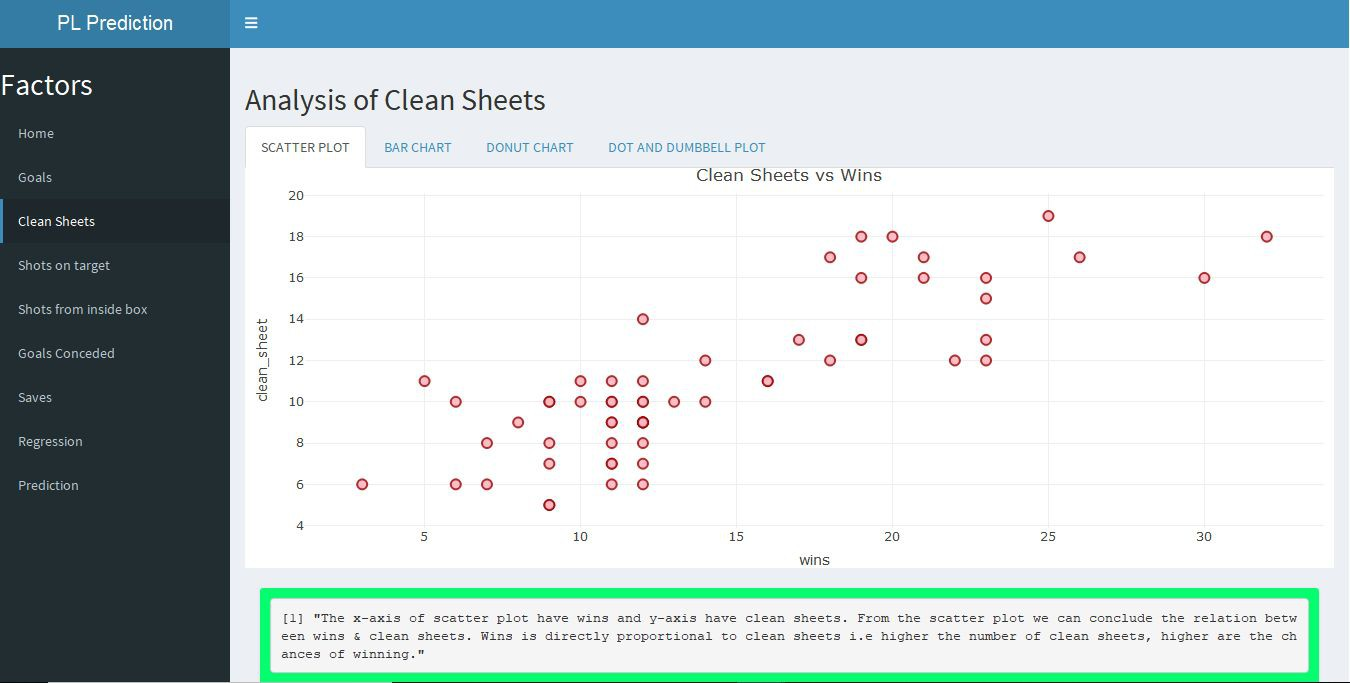 PL Prediction
Factors
Home
Goals
Clean Sheets
Shots on target
Shots from inside box
Goals Conceded
Saves
Regression
Prediction
Analysis of Clean Sheets
SCATTER PLOT BAR CHART DONUT CHART DOT AND DUMBBELL PLOT
Clean Sheets vs Wins
20
18
16
14
12
10
8
6
4
clean_sheet
5 10 15 20 25 30
wins
[1] "The x-axis of scatter plot have wins and y-axis have clean sheets. From the scatter plot we can conclude the relation betw
een wins & clean sheets. Wins is directly proportional to clean sheets i.e higher the number of clean sheets, higher are the ch
ances of winning."